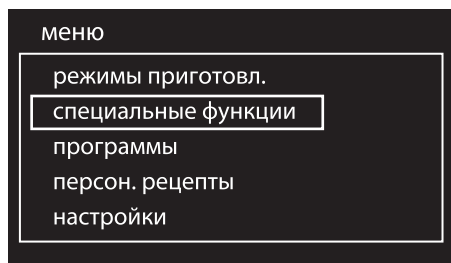 меню
режимы приготовл.
специальные функции
программы
персон. рецепты
настройки